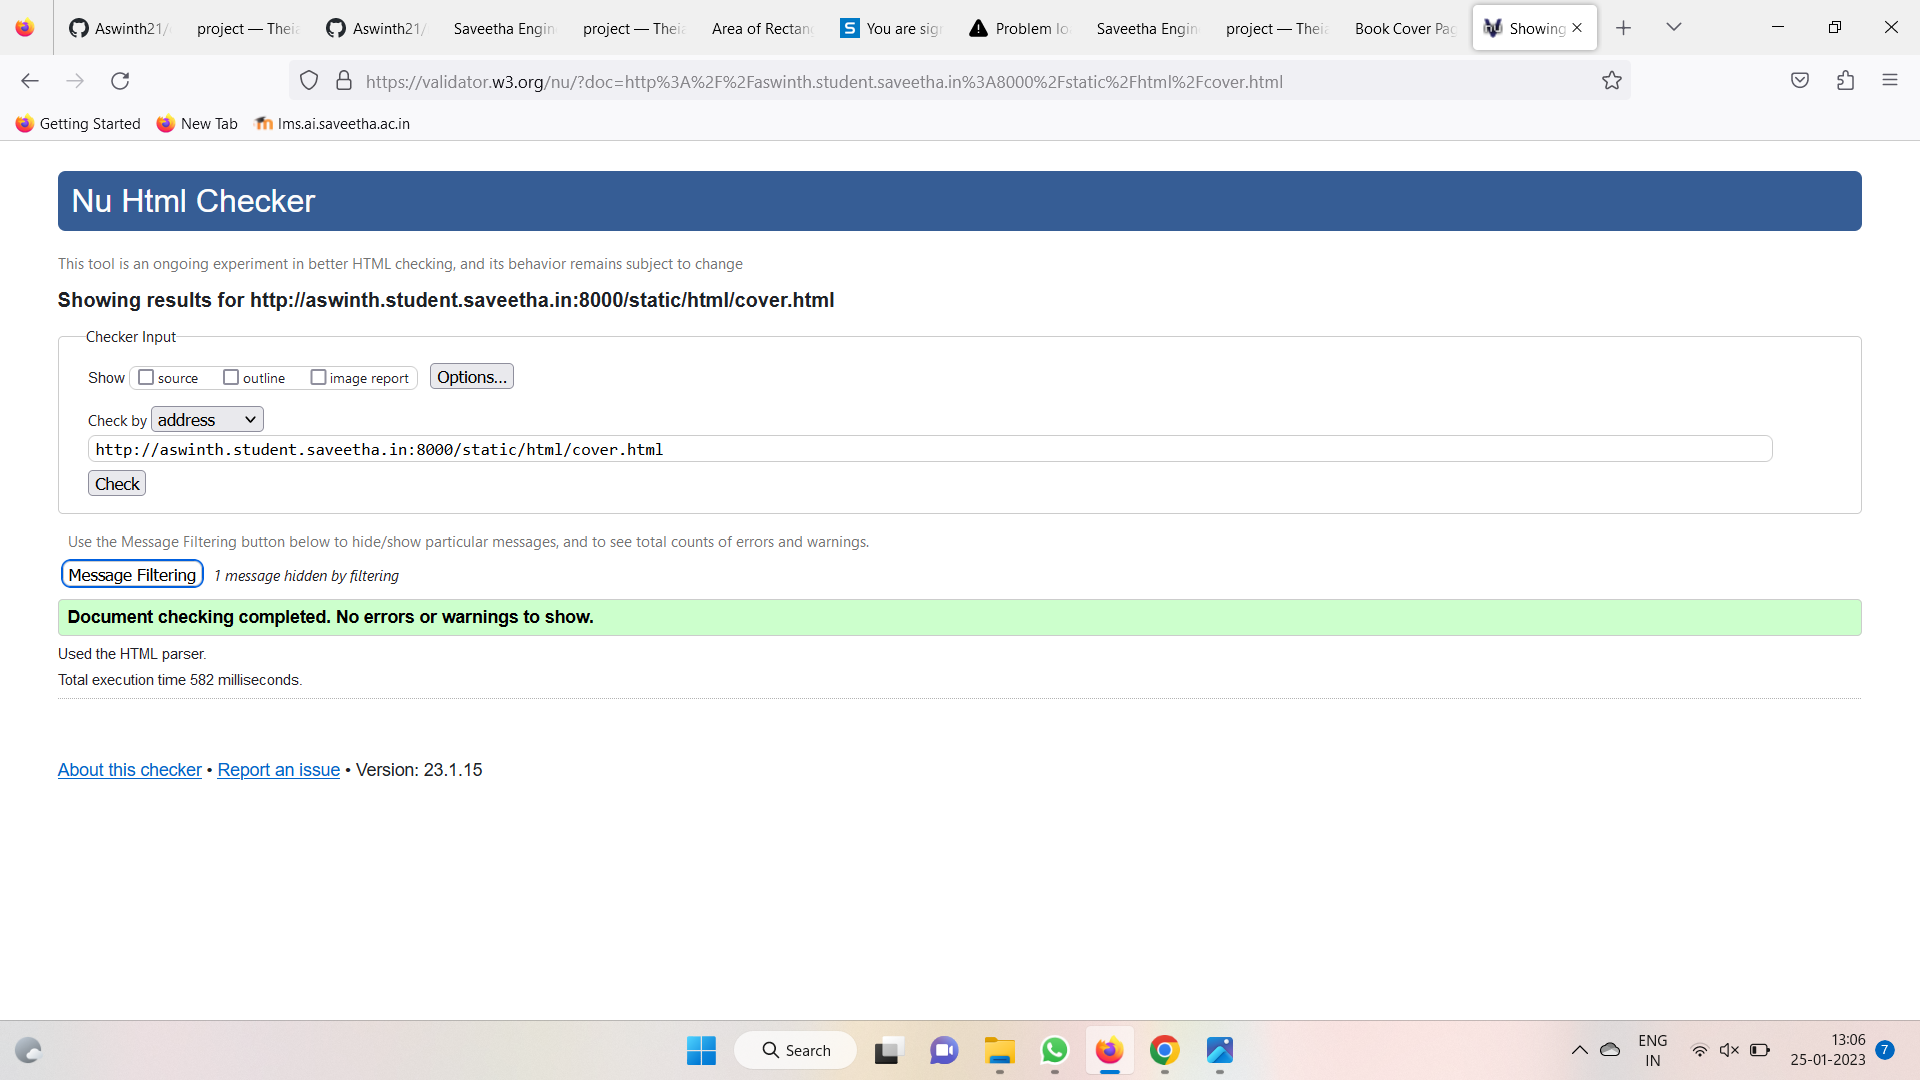 Aswinth21/
project — Theia
Aswinth21/
Saveetha Engin
project — Theia
Area of Rectan
You are sign
Problem lo
Saveetha Engin
project — Theia
Book Cover Pag
Showing
https://validator.w3.org/nu/?doc=http%3A%2F%2Faswinth.student.saveetha.in%3A8000%2Fstatic%2Fhtml%2Fcover.html
Getting Started
New Tab
lms.ai.saveetha.ac.in
Nu Html Checker
This tool is an ongoing experiment in better HTML checking, and its behavior remains subject to change
Showing results for http://aswinth.student.saveetha.in:8000/static/html/cover.html
Checker Input
Show source outline image report Options...
Check by address
http://aswinth.student.saveetha.in:8000/static/html/cover.html
Check
Use the Message Filtering button below to hide/show particular messages, and to see total counts of errors and warnings.
Message Filtering 1 message hidden by filtering
Document checking completed. No errors or warnings to show.
Used the HTML parser.
Total execution time 582 milliseconds.
About this checker • Report an issue • Version: 23.1.15
Search
ENG
IN
13:06
25-01-2023
7